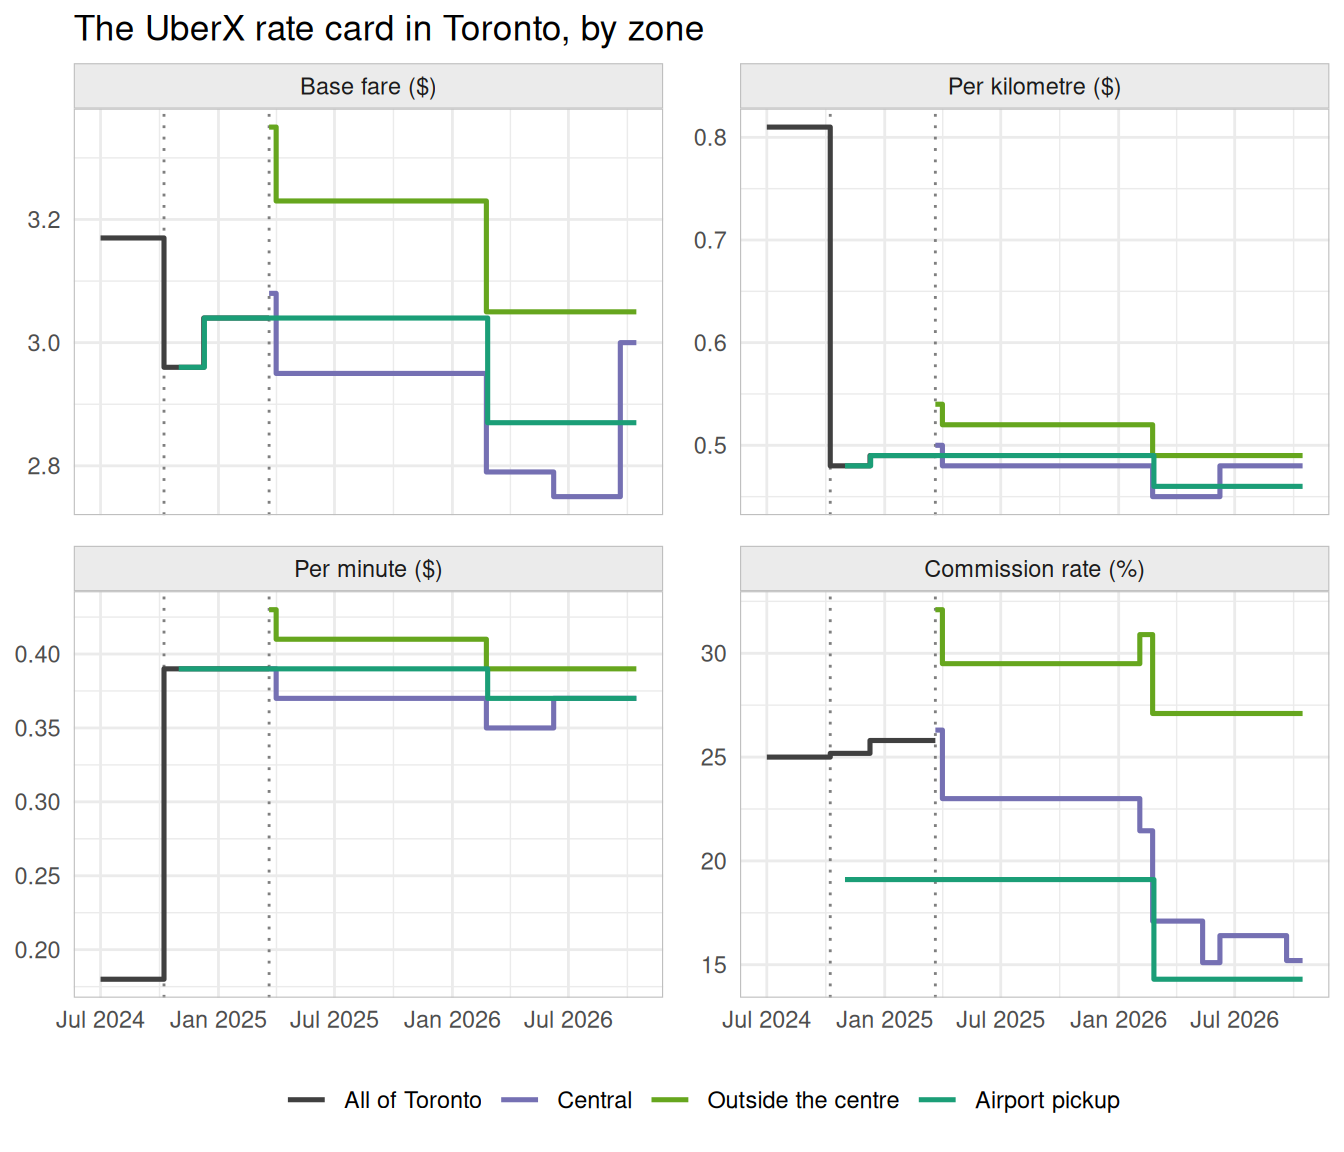 The UberX rate card in Toronto, by zone
Base fare ($)
Per kilometre ($)
3.2
3.0
2.8
0.8
0.7
0.6
0.5
Per minute ($)
Commission rate (%)
0.40
0.35
0.30
0.25
0.20
30
25
20
15
Jul 2024 Jan 2025 Jul 2025 Jan 2026 Jul 2026
Jul 2024 Jan 2025 Jul 2025 Jan 2026 Jul 2026
All of Toronto Central Outside the centre Airport pickup